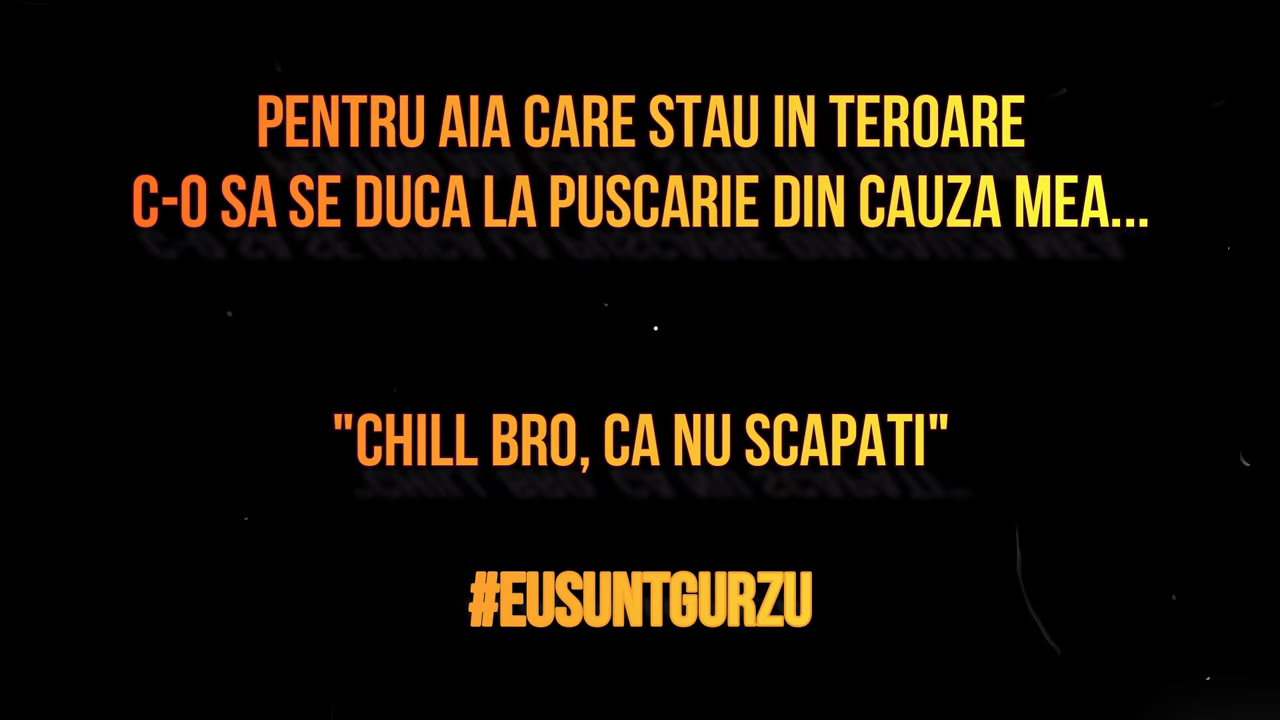 PENTRU AIA CARE STAU IN TEROARE
C-O SA SE DUCA LA PUSCARIE DIN CAUZA MEA...
"CHILL BRO, CA NU SCAPATI"
#EUSUNTGURZU